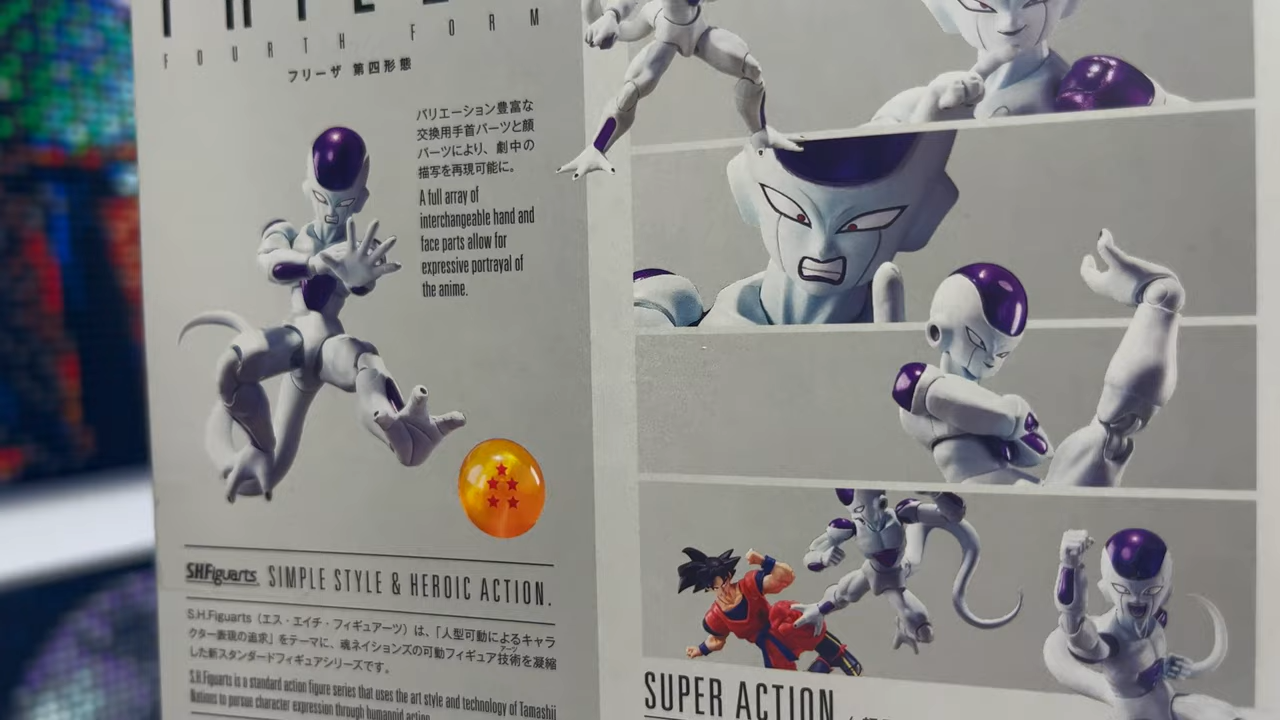 FOURTH FORM
フリーザ 第四形態
バリエーション豊富な
交換用手首パーツと顔
パーツにより、劇中の
描写を再現可能に。
A full array of
interchangeable hand and
face parts allow for
expressive portrayal of
the anime.
S.H.Figuarts SIMPLE STYLE & HEROIC ACTION.
S.H.Figuarts（エス・エイチ・フィギュアーツ）は、「人型可動によるキャラ
クター表現の追求」をテーマに、魂ネイションズの可動フィギュア技術を凝縮
アーツ
した新スタンダードフィギュアシリーズです。
S.H.Figuarts is a standard action figure series that uses the art style and technology of Tamashii
Nations to pursue character expression through humanoid action.
SUPER ACTION